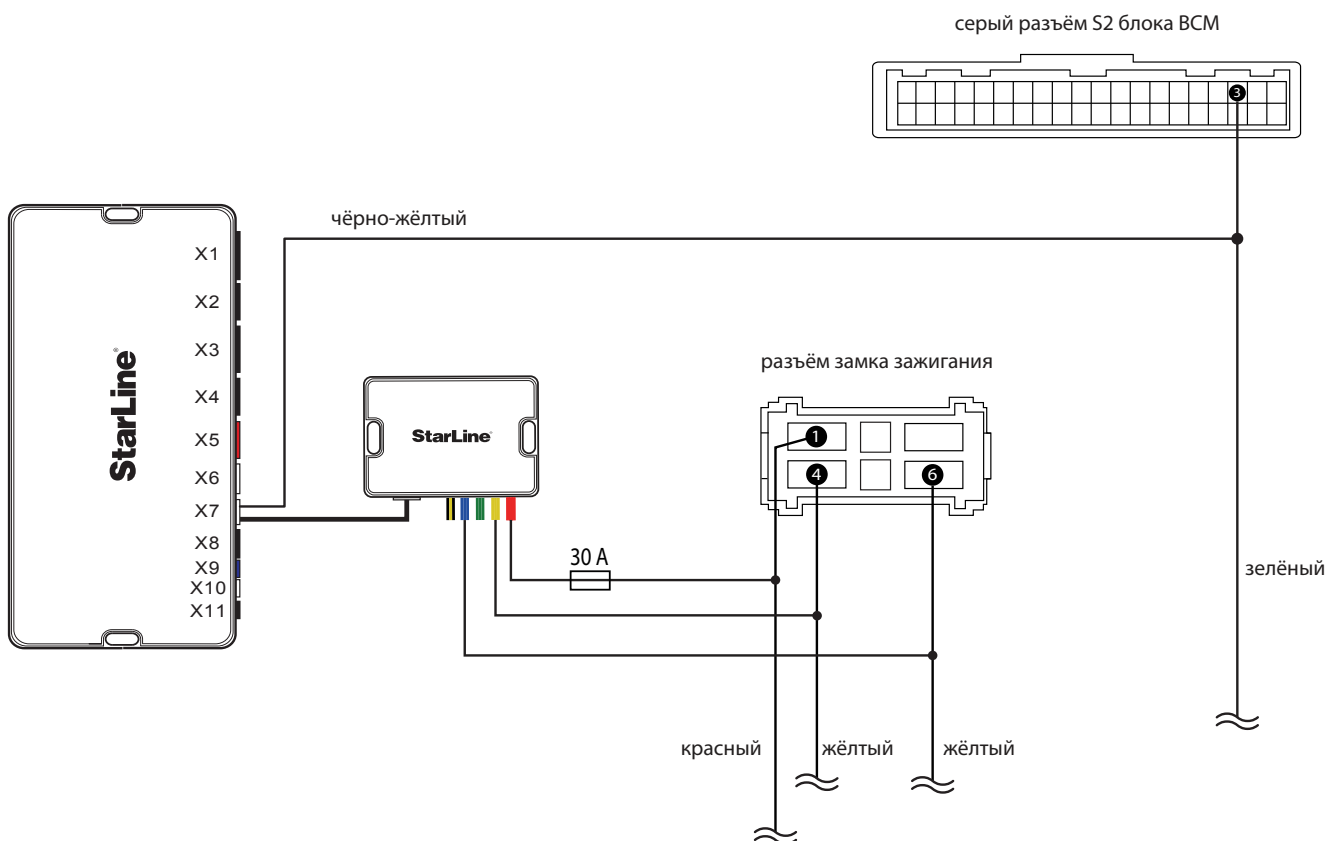 серый разъём S2 блока BCM
3
чёрно-жёлтый
X1
X2
X3
X4
X5
X6
X7
X8
X9
X10
X11
StarLine®
StarLine®
разъём замка зажигания
1
4
6
30 А
зелёный
красный
жёлтый
жёлтый